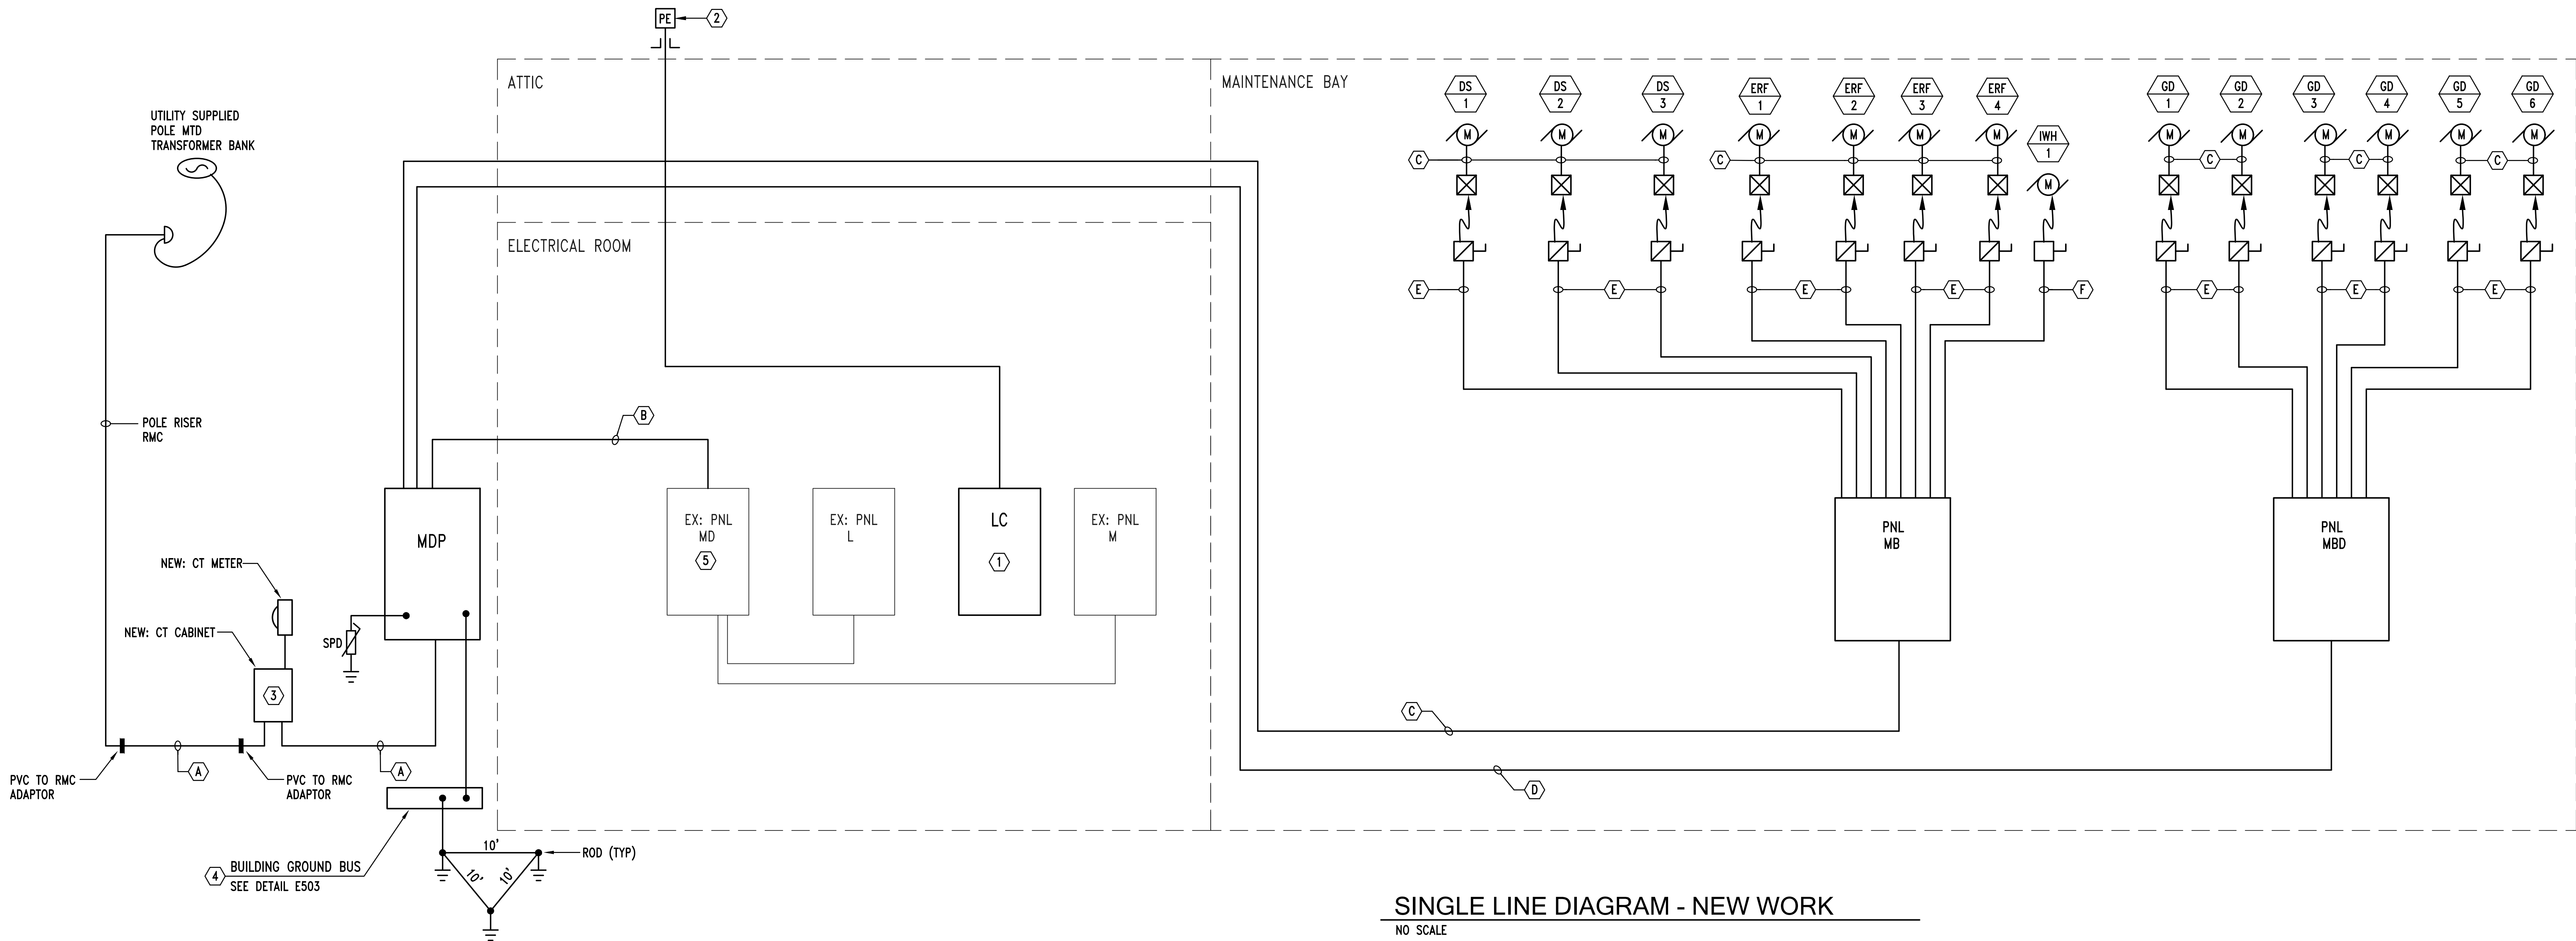 PE
2
ATTIC
MAINTENANCE BAY
DS
1
DS
2
DS
3
ERF
1
ERF
2
ERF
3
ERF
4
IWH
1
GD
1
GD
2
GD
3
GD
4
GD
5
GD
6
M
M
M
M
M
M
M
M
M
M
M
M
M
M
C
C
C
C
C
UTILITY SUPPLIED
POLE MTD
TRANSFORMER BANK
ELECTRICAL ROOM
E
E
E
E
F
E
E
E
POLE RISER
RMC
B
MDP
EX: PNL
MD
5
EX: PNL
L
LC
1
EX: PNL
M
PNL
MB
PNL
MBD
NEW: CT METER
NEW: CT CABINET
SPD
3
C
D
PVC TO RMC
ADAPTOR
A
PVC TO RMC
ADAPTOR
A
4
BUILDING GROUND BUS
SEE DETAIL E503
10'
10'
10'
ROD (TYP)
SINGLE LINE DIAGRAM - NEW WORK
NO SCALE